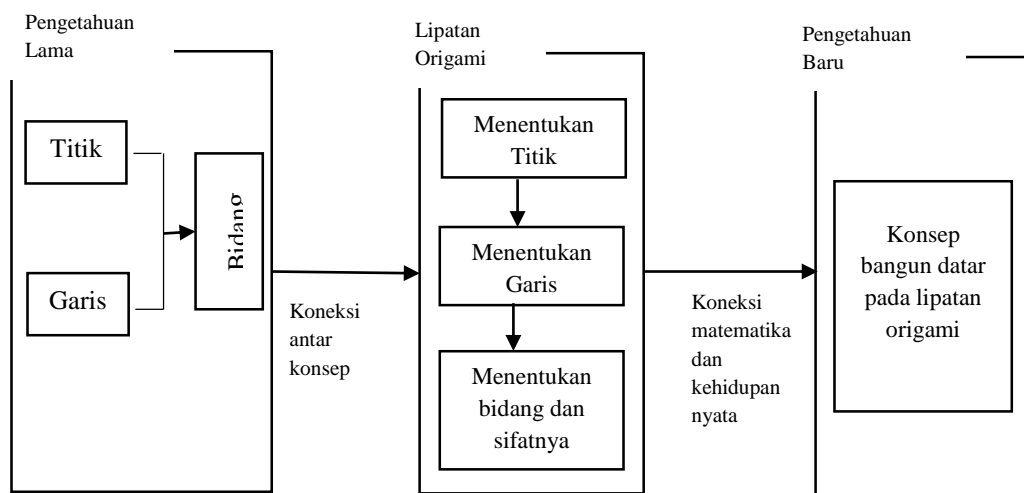 Pengetahuan
Lama
Titik
Garis
Bidang
Koneksi
antar
konsep
Lipatan
Origami
Menentukan
Titik
Menentukan
Garis
Menentukan
bidang dan
sifatnya
Koneksi
matematika
dan
kehidupan
nyata
Pengetahuan
Baru
Konsep
bangun datar
pada lipatan
origami